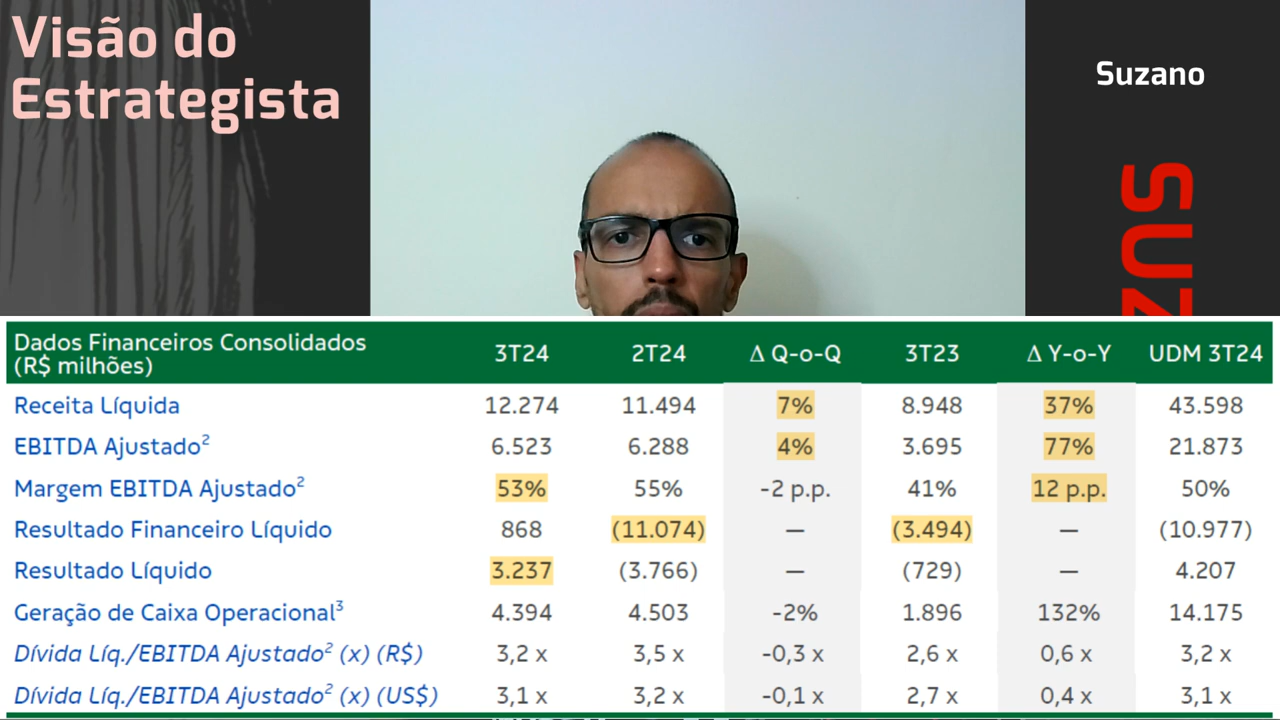 Visão do
Estrategista
Suzano
SUZ
Dados Financeiros Consolidados
(R$ milhões)
3T24 2T24 Δ Q-o-Q 3T23 Δ Y-o-Y UDM 3T24
Receita Líquida 12.274 11.494 7% 8.948 37% 43.598
EBITDA Ajustado² 6.523 6.288 4% 3.695 77% 21.873
Margem EBITDA Ajustado² 53% 55% -2 p.p. 41% 12 p.p. 50%
Resultado Financeiro Líquido 868 (11.074) — (3.494) — (10.977)
Resultado Líquido 3.237 (3.766) — (729) — 4.207
Geração de Caixa Operacional³ 4.394 4.503 -2% 1.896 132% 14.175
Dívida Líq./EBITDA Ajustado² (x) (R$) 3,2 x 3,5 x -0,3 x 2,6 x 0,6 x 3,2 x
Dívida Líq./EBITDA Ajustado² (x) (US$) 3,1 x 3,2 x -0,1 x 2,7 x 0,4 x 3,1 x